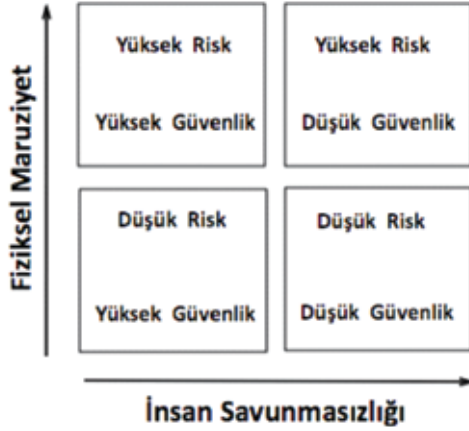 Fiziksel Maruziyet
Yüksek Risk
Yüksek Güvenlik
Yüksek Risk
Düşük Güvenlik
Düşük Risk
Yüksek Güvenlik
Düşük Risk
Düşük Güvenlik
İnsan Savunmasızlığı